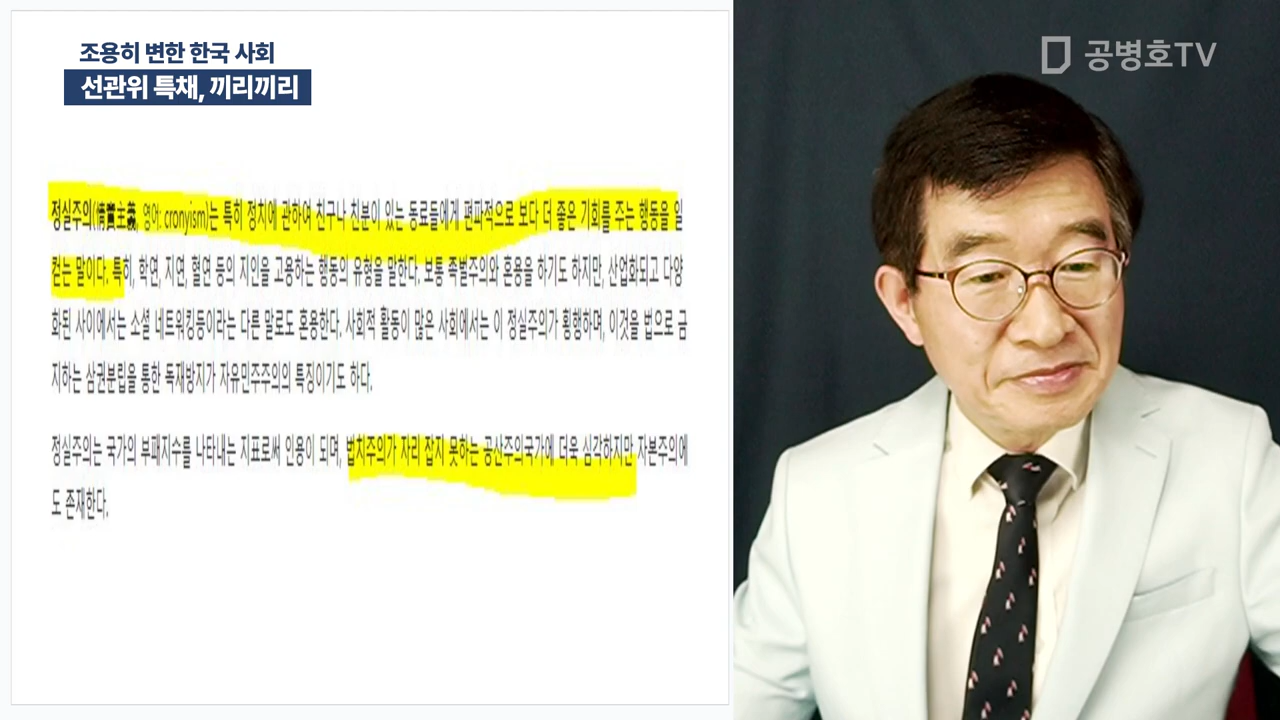 조용히 변한 한국 사회
선관위 특채, 끼리끼리
공병호TV
정실주의(情實主義, 영어: cronyism)는 특히 정치에 관하여 친구나 친분이 있는 동료들에게 편파적으로 보다 더 좋은 기회를 주는 행동을 일
컫는 말이다. 특히, 학연, 지연, 혈연 등의 지인을 고용하는 행동의 유형을 말한다. 보통 족벌주의와 혼용을 하기도 하지만, 산업화되고 다양
화된 사이에서는 소셜 네트워킹등이라는 다른 말로도 혼용한다. 사회적 활동이 많은 사회에서는 이 정실주의가 횡행하며, 이것을 법으로 금
지하는 삼권분립을 통한 독재방지가 자유민주주의의 특징이기도 하다.
정실주의는 국가의 부패지수를 나타내는 지표로써 인용이 되며, 법치주의가 자리 잡지 못하는 공산주의국가에 더욱 심각하지만 자본주의에
도 존재한다.